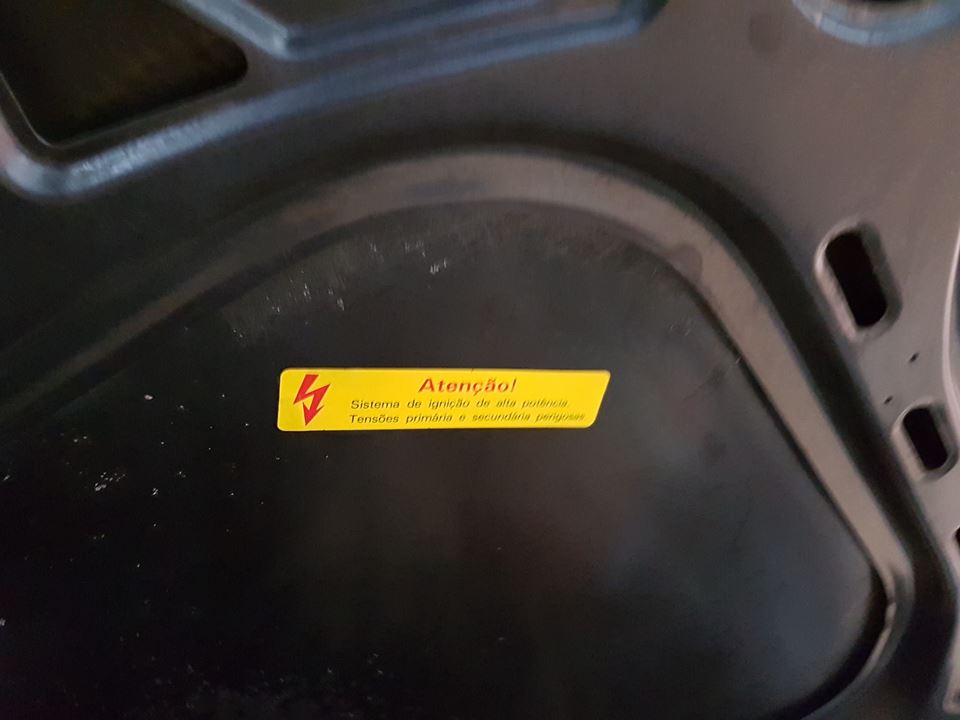 Atenção!
Sistema de ignição de alta potência.
Tensões primária e secundária perigosas